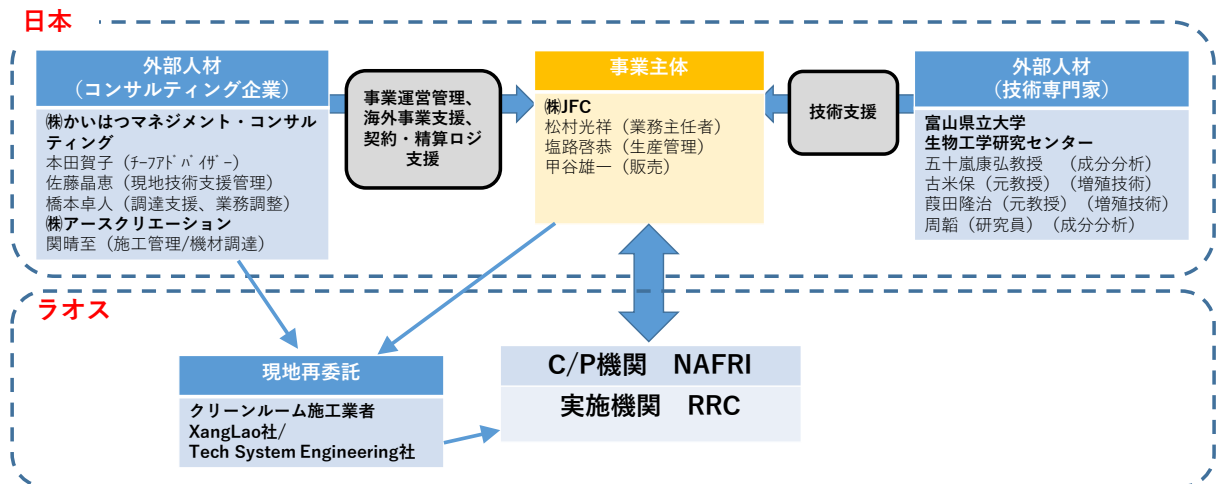 日本
外部人材
（コンサルティング企業）
㈱かいはつマネジメント・コンサル
ティング
本田賀子（ﾁｰﾌｱﾄﾞﾊﾞｲｻﾞｰ）
佐藤晶恵（現地技術支援管理）
橋本卓人（調達支援、業務調整）
㈱アースクリエーション
関晴至（施工管理/機材調達）
事業運営管理、
海外事業支援、
契約・精算ロジ
支援
事業主体
㈱JFC
松村光祥（業務主任者）
塩路啓恭（生産管理）
甲谷雄一（販売）
技術支援
外部人材
（技術専門家）
富山県立大学
生物工学研究センター
五十嵐康弘教授　（成分分析）
古米保（元教授）（増殖技術）
葭田隆治（元教授）（増殖技術）
周韜（研究員）（成分分析）
ラオス
現地再委託
クリーンルーム施工業者
XangLao社/
Tech System Engineering社
C/P機関　NAFRI
実施機関　RRC